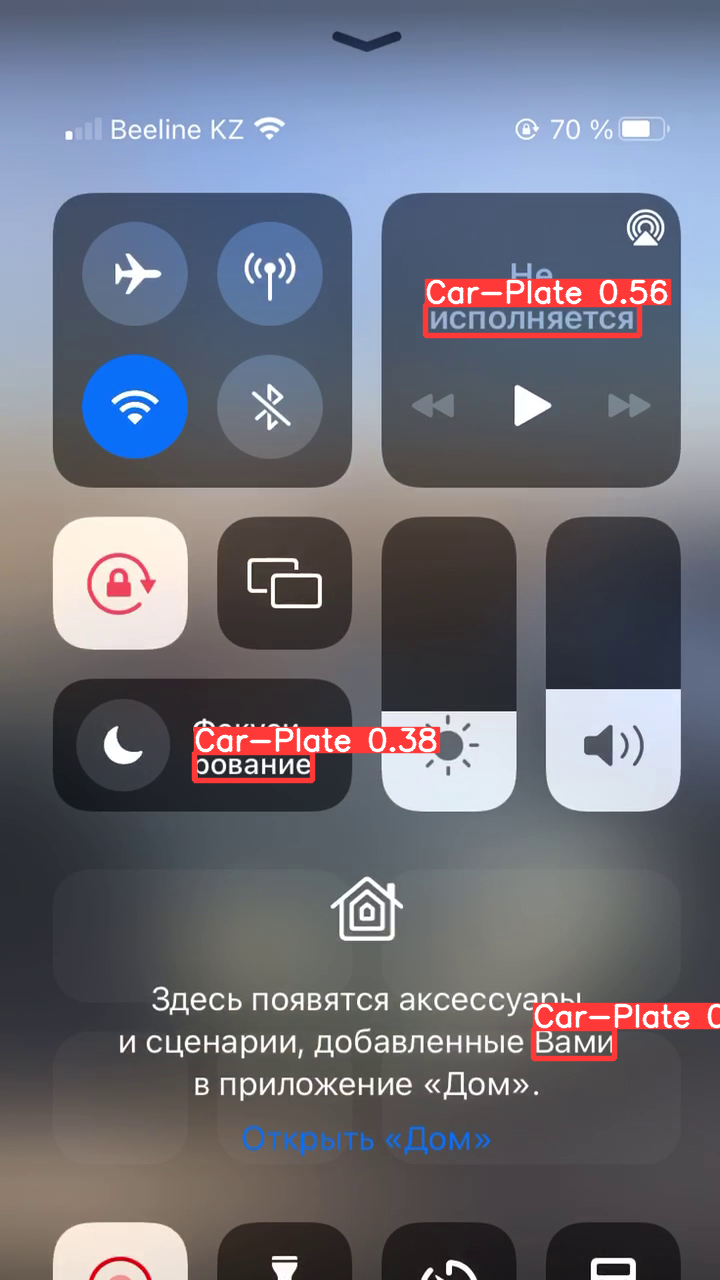 Beeline KZ
70 %
Не
Car-Plate 0.56
исполняется
Car-Plate 0.38
рование
Здесь появятся аксессуары
Car-Plate 0
и сценарии, добавленные Вами
в приложение «Дом».
Открыть «Дом»